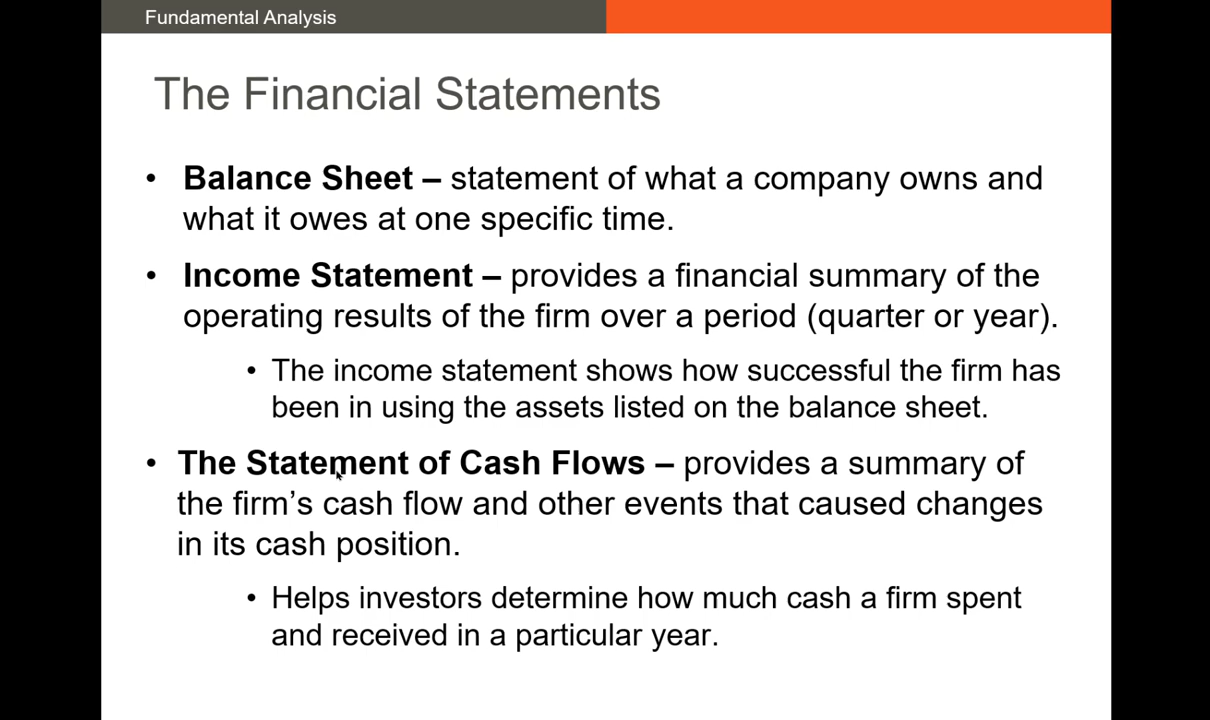 Fundamental Analysis
The Financial Statements
• Balance Sheet – statement of what a company owns and
what it owes at one specific time.
• Income Statement – provides a financial summary of the
operating results of the firm over a period (quarter or year).
• The income statement shows how successful the firm has
been in using the assets listed on the balance sheet.
• The Statement of Cash Flows – provides a summary of
the firm’s cash flow and other events that caused changes
in its cash position.
• Helps investors determine how much cash a firm spent
and received in a particular year.